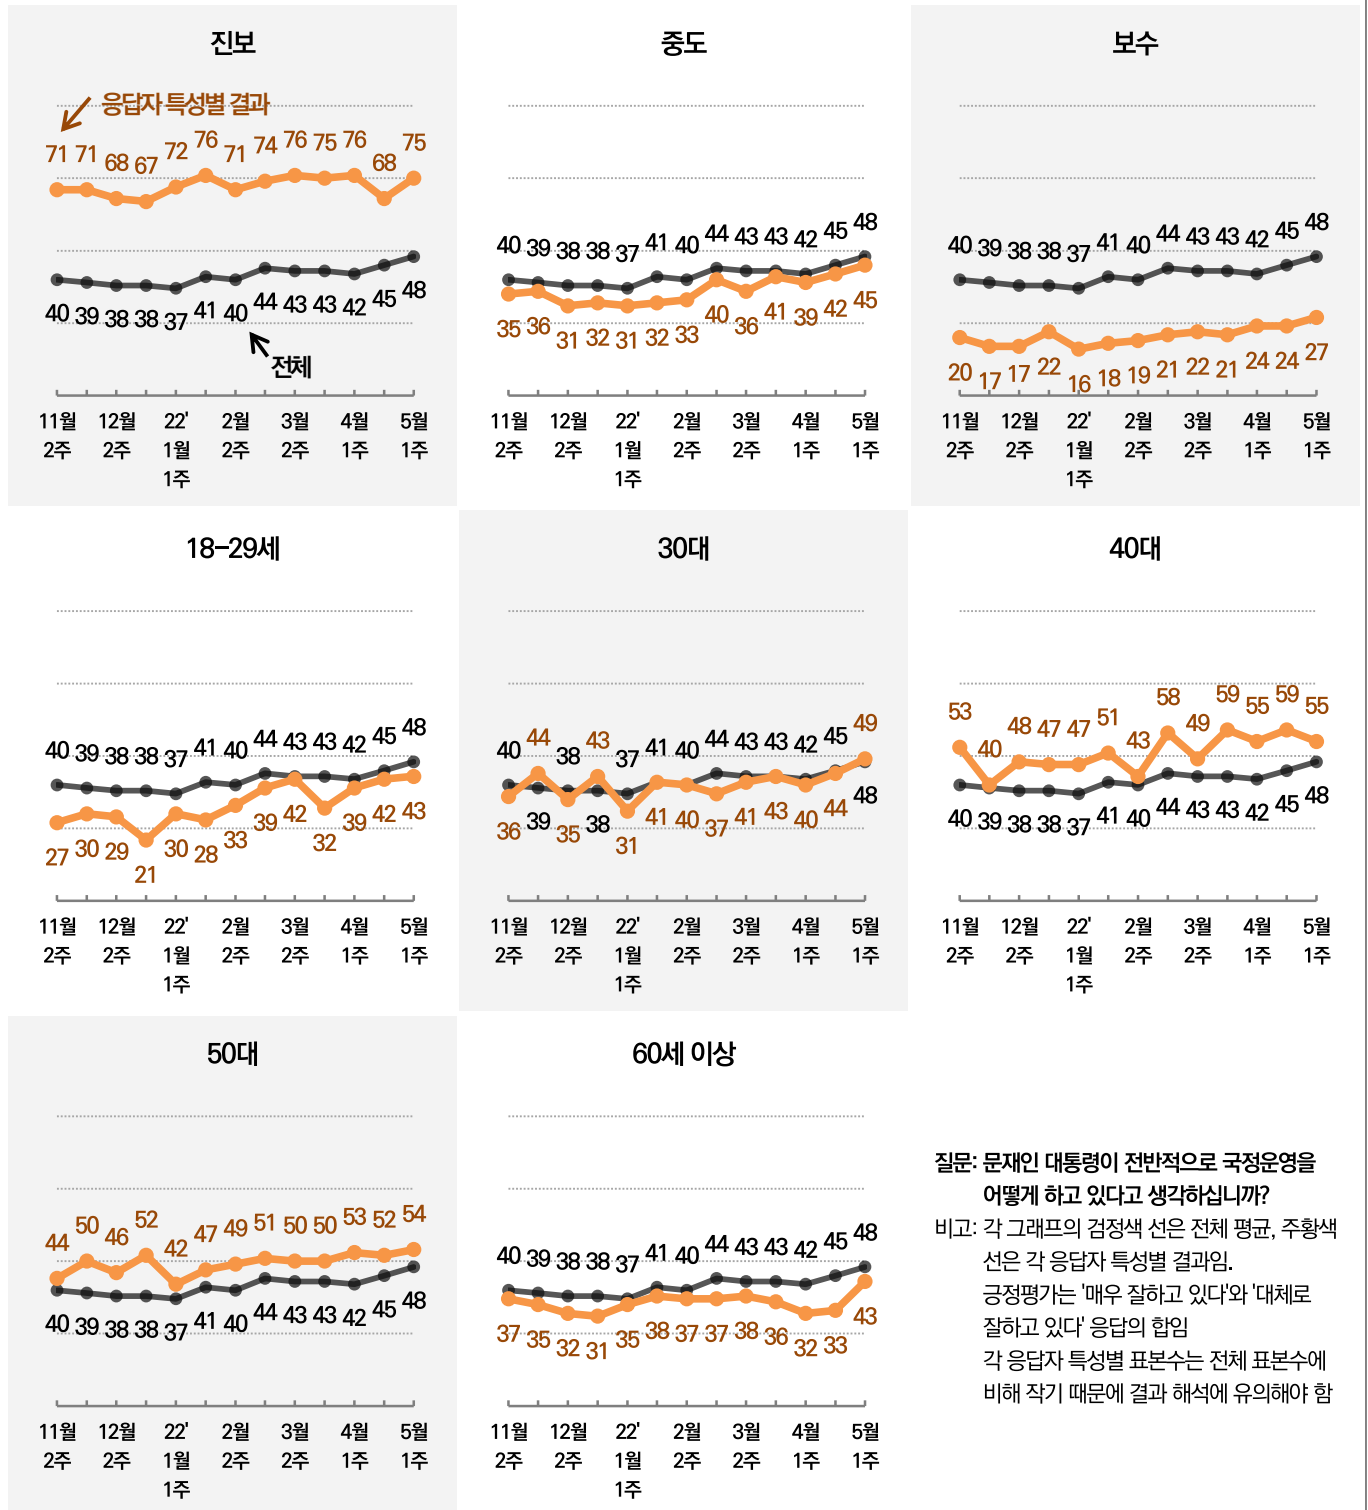 진보
응답자 특성별 결과
71 71 68 67 72 76 71 74 76 75 76 68 75
40 39 38 38 37 41 40 44 43 43 42 45 48
전체
11월 12월 22' 2월 3월 4월 5월
2주 2주 1월 2주 2주 1주 1주
1주
중도
40 39 38 38 37 41 40 44 43 43 42 45 48
35 36 31 32 31 32 33 40 36 41 39 42 45
11월 12월 22' 2월 3월 4월 5월
2주 2주 1월 2주 2주 1주 1주
1주
보수
40 39 38 38 37 41 40 44 43 43 42 45 48
20 17 17 22 16 18 19 21 22 21 24 24 27
11월 12월 22' 2월 3월 4월 5월
2주 2주 1월 2주 2주 1주 1주
1주
18-29세
40 39 38 38 37 41 40 44 43 43 42 45 48
27 30 29 21 30 28 33 39 42 32 39 42 43
11월 12월 22' 2월 3월 4월 5월
2주 2주 1월 2주 2주 1주 1주
1주
30대
40 44 38 43 37 41 40 44 43 43 42 45 49
36 39 35 38 31 41 40 37 41 43 40 44 48
11월 12월 22' 2월 3월 4월 5월
2주 2주 1월 2주 2주 1주 1주
1주
40대
53 40 48 47 47 51 43 58 49 59 55 59 55
40 39 38 38 37 41 40 44 43 43 42 45 48
11월 12월 22' 2월 3월 4월 5월
2주 2주 1월 2주 2주 1주 1주
1주
50대
44 50 46 52 42 47 49 51 50 50 53 52 54
40 39 38 38 37 41 40 44 43 43 42 45 48
11월 12월 22' 2월 3월 4월 5월
2주 2주 1월 2주 2주 1주 1주
1주
60세 이상
40 39 38 38 37 41 40 44 43 43 42 45 48
37 35 32 31 35 38 37 37 38 36 32 33 43
11월 12월 22' 2월 3월 4월 5월
2주 2주 1월 2주 2주 1주 1주
1주
질문: 문재인 대통령이 전반적으로 국정운영을
어떻게 하고 있다고 생각하십니까?
비고: 각 그래프의 검정색 선은 전체 평균, 주황색
선은 각 응답자 특성별 결과임.
긍정평가는 '매우 잘하고 있다'와 '대체로
잘하고 있다' 응답의 합임
각 응답자 특성별 표본수는 전체 표본수에
비해 작기 때문에 결과 해석에 유의해야 함